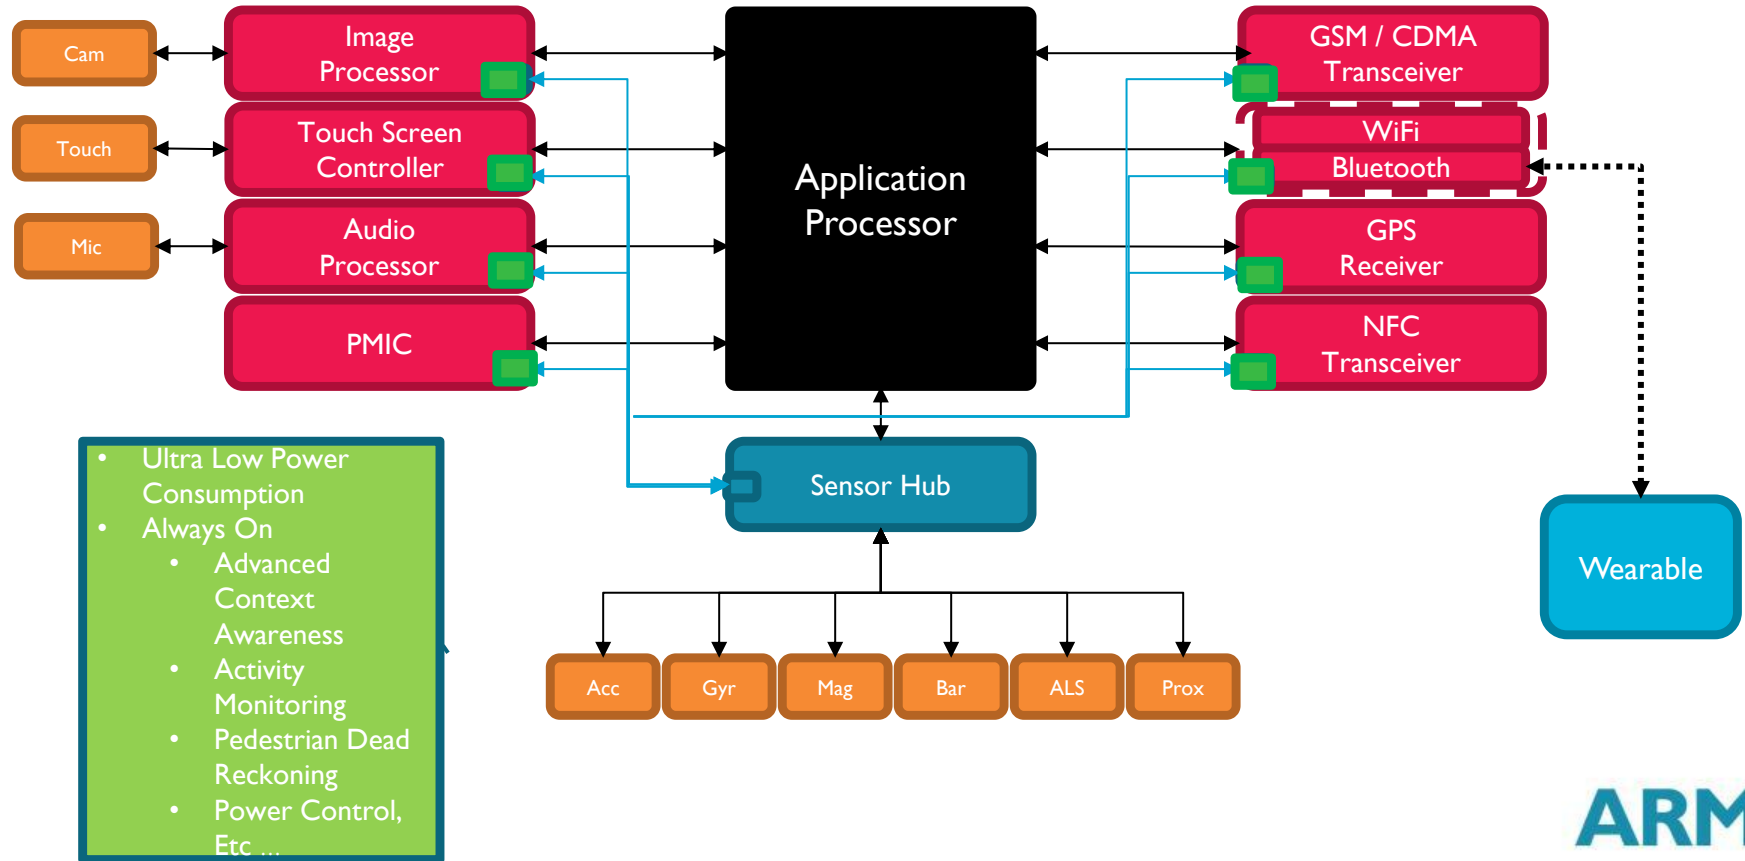 Cam
Image
Processor
Touch
Touch Screen
Controller
Mic
Audio
Processor
PMIC
Application
Processor
GSM / CDMA
Transceiver
WiFi
Bluetooth
GPS
Receiver
NFC
Transceiver
• Ultra Low Power
Consumption
• Always On
• Advanced
Context
Awareness
• Activity
Monitoring
• Pedestrian Dead
Reckoning
• Power Control,
Etc ...
Sensor Hub
Wearable
Acc
Gyr
Mag
Bar
ALS
Prox
ARM